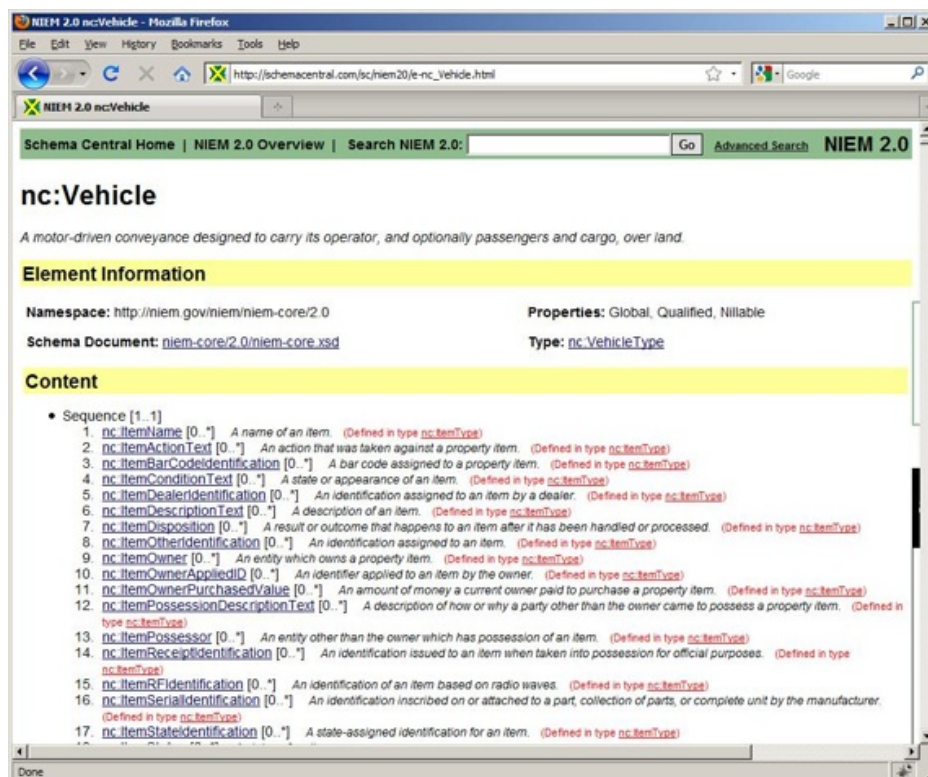 NIEM 2.0 nc:Vehicle - Mozilla Firefox
File Edit View History Bookmarks Tools Help
http://schemacentral.com/sc/niem20/e-nc_Vehicle.html
Google
NIEM 2.0 nc:Vehicle
Schema Central Home | NIEM 2.0 Overview | Search NIEM 2.0: Go Advanced Search NIEM 2.0
nc:Vehicle
A motor-driven conveyance designed to carry its operator, and optionally passengers and cargo, over land.
Element Information
Namespace: http://niem.gov/niem/niem-core/2.0 Properties: Global, Qualified, Nillable
Schema Document: niem-core/2.0/niem-core.xsd Type: nc:VehicleType
Content
• Sequence [1..1]
1. nc:ItemName [0..*] A name of an item. (Defined in type nc:ItemType)
2. nc:ItemActionText [0..*] An action that was taken against a property item. (Defined in type nc:ItemType)
3. nc:ItemBarCodeIdentification [0..*] A bar code assigned to a property item. (Defined in type nc:ItemType)
4. nc:ItemConditionText [0..*] A state or appearance of an item. (Defined in type nc:ItemType)
5. nc:ItemDealerIdentification [0..*] An identification assigned to an item by a dealer. (Defined in type nc:ItemType)
6. nc:ItemDescriptionText [0..*] A description of an item. (Defined in type nc:ItemType)
7. nc:ItemDisposition [0..*] A result or outcome that happens to an item after it has been handled or processed. (Defined in type nc:ItemType)
8. nc:ItemOtherIdentification [0..*] An identification assigned to an item. (Defined in type nc:ItemType)
9. nc:ItemOwner [0..*] An entity which owns a property item. (Defined in type nc:ItemType)
10. nc:ItemOwnerAppliedID [0..*] An identifier applied to an item by the owner. (Defined in type nc:ItemType)
11. nc:ItemOwnerPurchasedValue [0..*] An amount of money a current owner paid to purchase a property item. (Defined in type nc:ItemType)
12. nc:ItemPossessionDescriptionText [0..*] A description of how or why a party other than the owner came to possess a property item. (Defined in
type nc:ItemType)
13. nc:ItemPossessor [0..*] An entity other than the owner which has possession of an item. (Defined in type nc:ItemType)
14. nc:ItemReceiptIdentification [0..*] An identification issued to an item when taken into possession for official purposes. (Defined in type
nc:ItemType)
15. nc:ItemRFIdentification [0..*] An identification of an item based on radio waves. (Defined in type nc:ItemType)
16. nc:ItemSerialIdentification [0..*] An identification inscribed on or attached to a part, collection of parts, or complete unit by the manufacturer.
(Defined in type nc:ItemType)
17. nc:ItemStateIdentification [0..*] A state-assigned identification for an item. (Defined in type nc:ItemType)
Done